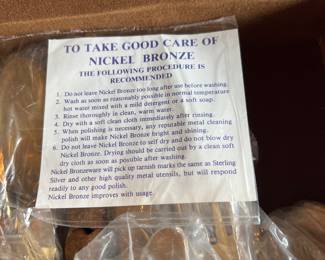 TO TAKE GOOD CARE OF
NICKEL BRONZE
THE FOLLOWING PROCEDURE IS
RECOMMENDED
1. Do not leave Nickel Bronze too long after use before washing.
2. Wash as soon as reasonably possible in normal temperature
hot water mixed with a mild detergent or a soft soap.
3. Rinse thoroughly in clean, warm water.
4. Dry with a soft clean cloth immediately after rinsing.
5. When polishing is necessary, any reputable metal cleaning
polish will make Nickel Bronze bright and shining.
6. Do not leave Nickel Bronze to self dry and do not blow dry
Nickel Bronze. Drying should be carried out by a clean soft
dry cloth as soon as possible after washing.
Nickel Bronzeware will pick up tarnish marks the same as Sterling
Silver and other high quality metal utensils, but will respond
readily to any good polish.
Nickel Bronze improves with usage.